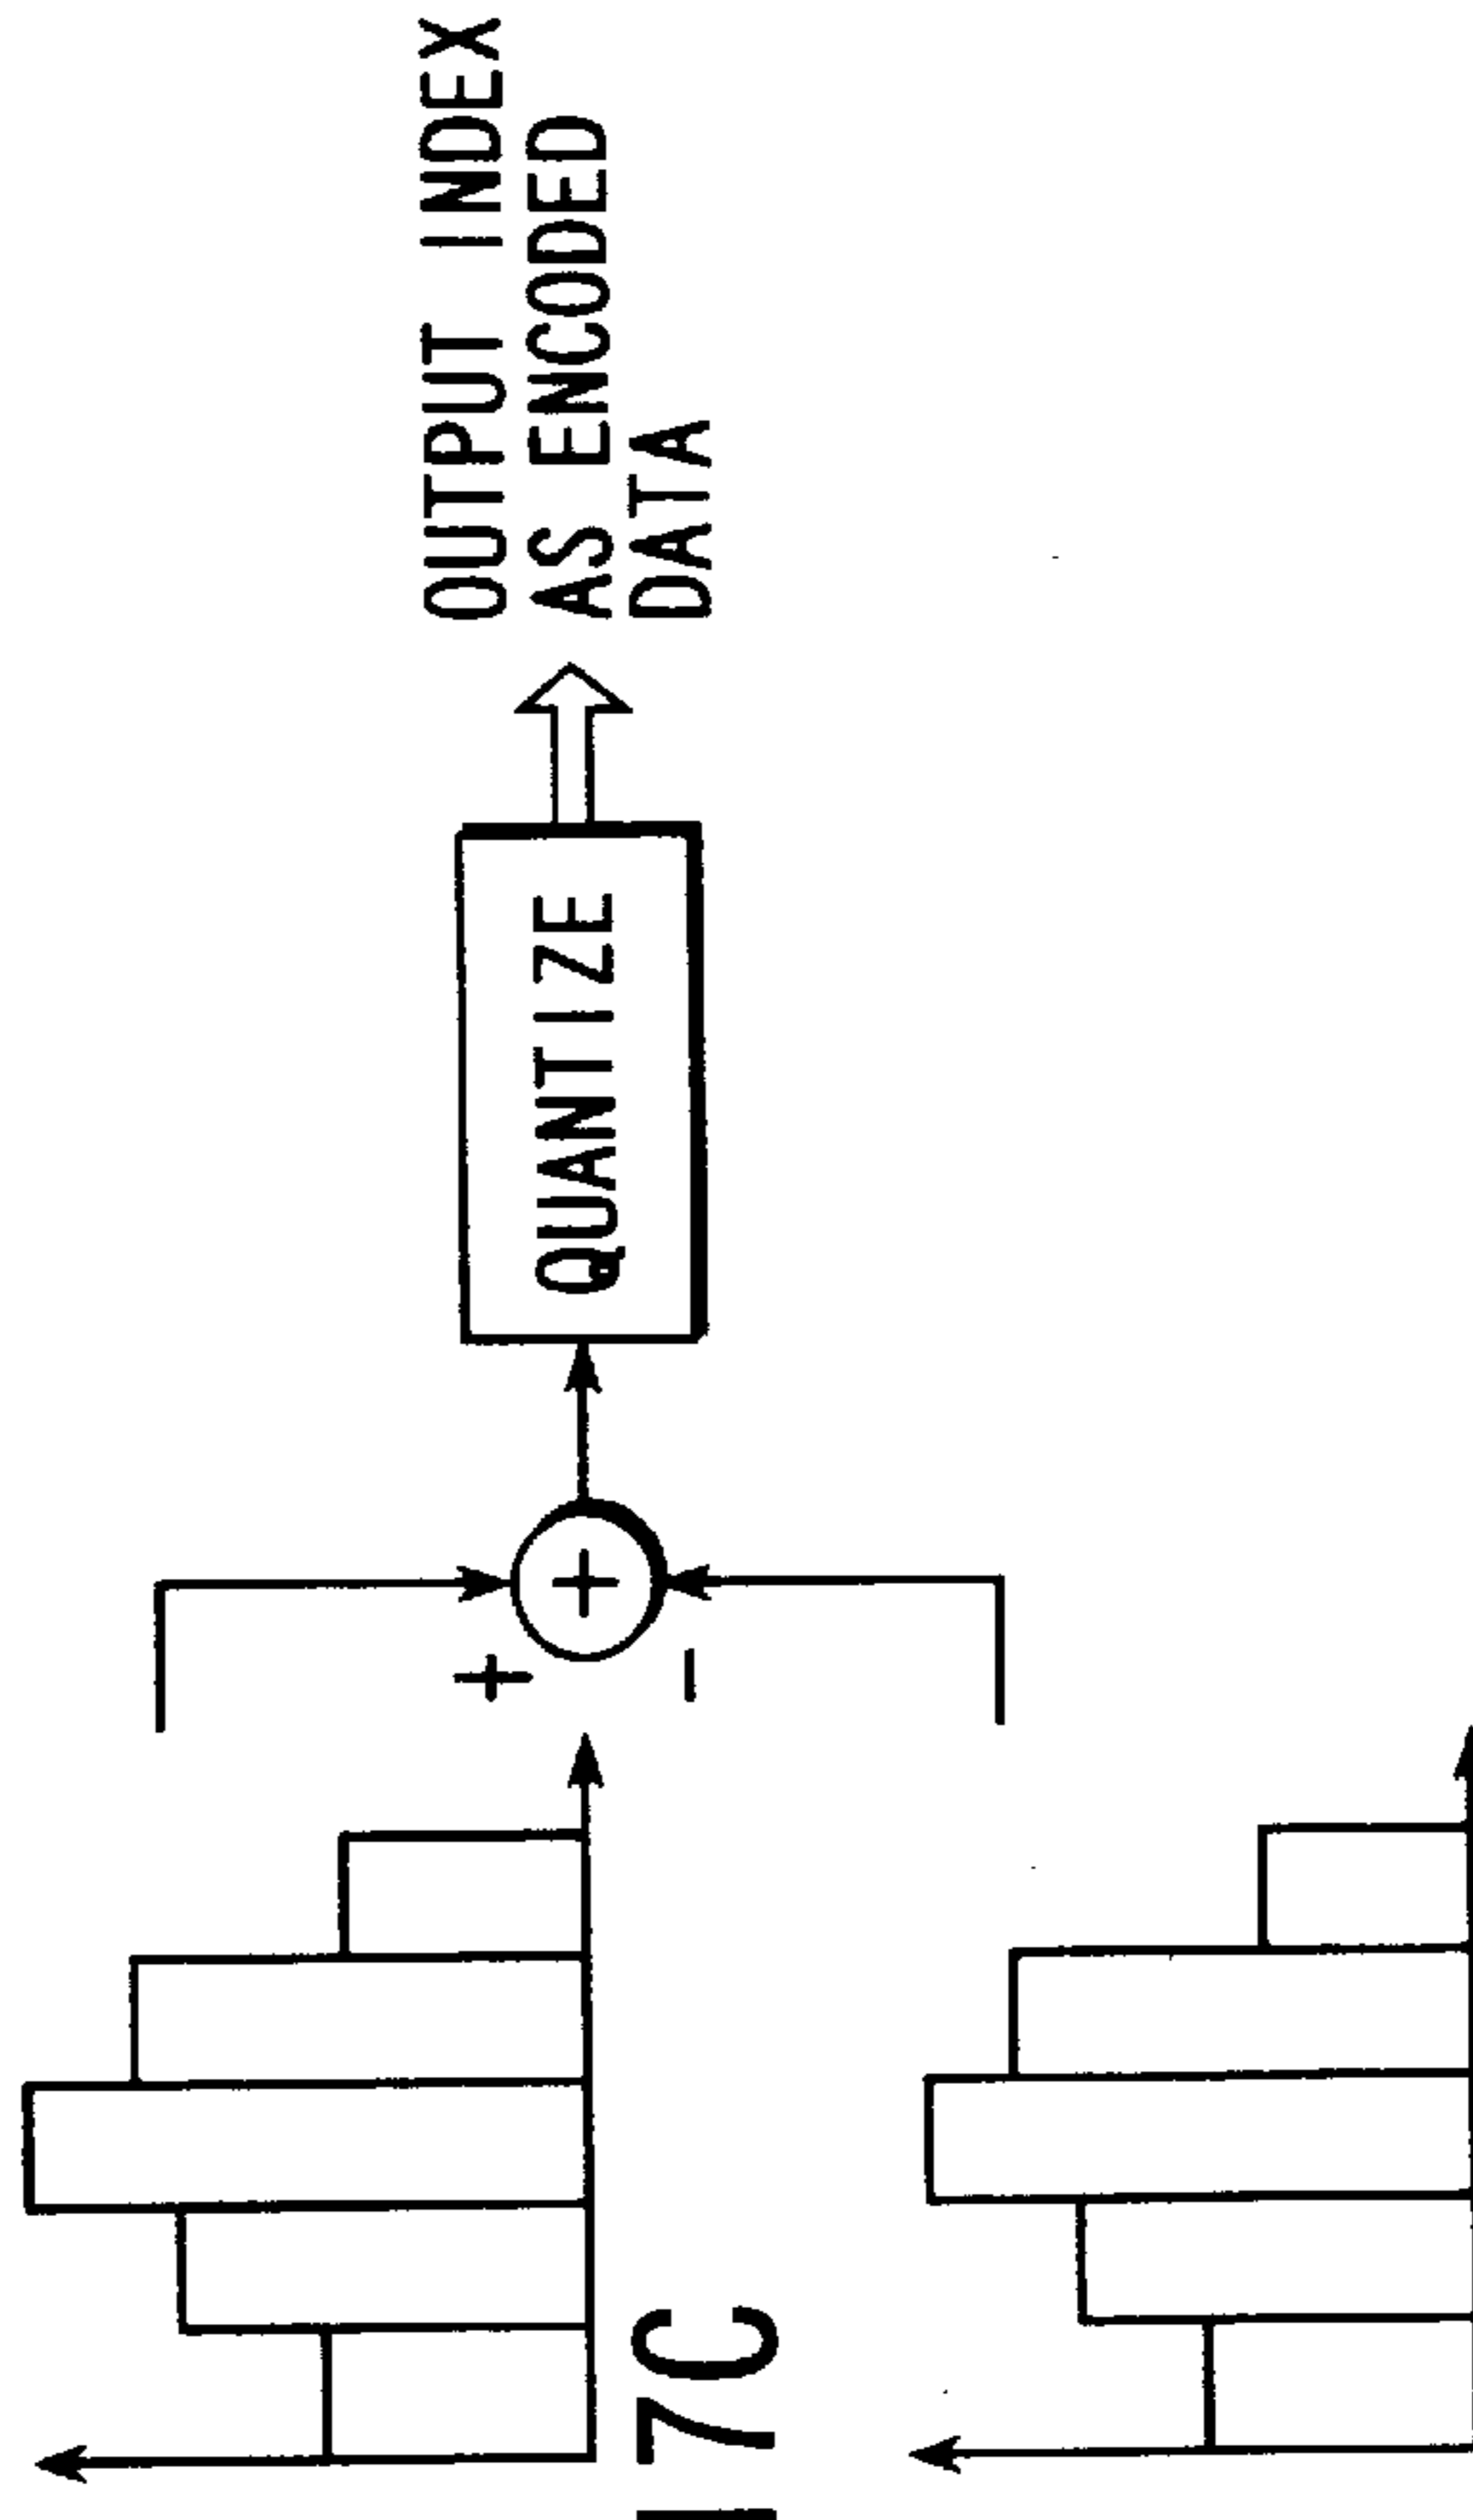 OUTPUT INDEX
AS ENCODED
DATA
QUANTIZE
+
+
-
7C